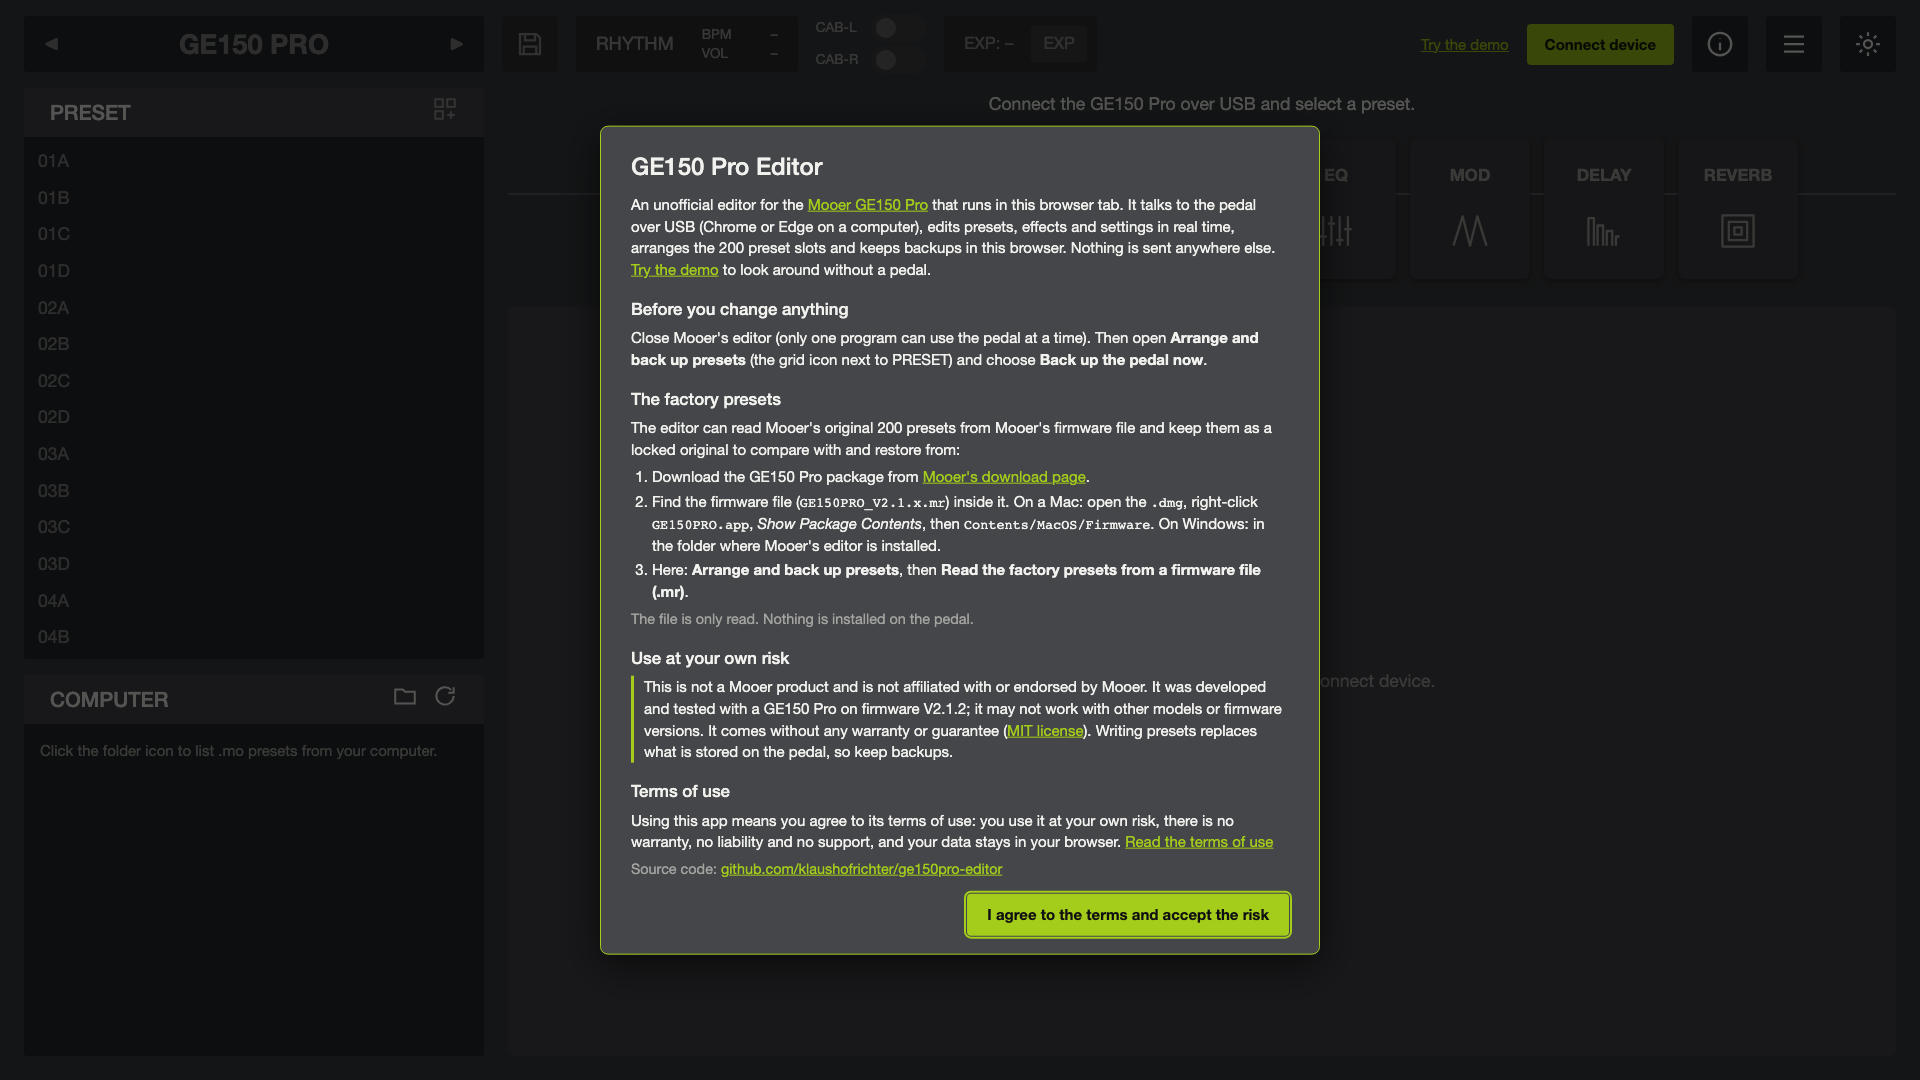 GE150 PRO
RHYTHM
BPM –
VOL –
CAB-L
CAB-R
EXP: –
EXP
Try the demo
Connect device
PRESET
01A
01B
01C
01D
02A
02B
02C
02D
03A
03B
03C
03D
04A
04B
COMPUTER
Click the folder icon to list .mo presets from your computer.
Connect the GE150 Pro over USB and select a preset.
EQ
MOD
DELAY
REVERB
onnect device.
GE150 Pro Editor
An unofficial editor for the Mooer GE150 Pro that runs in this browser tab. It talks to the pedal
over USB (Chrome or Edge on a computer), edits presets, effects and settings in real time,
arranges the 200 preset slots and keeps backups in this browser. Nothing is sent anywhere else.
Try the demo to look around without a pedal.
Before you change anything
Close Mooer's editor (only one program can use the pedal at a time). Then open Arrange and
back up presets (the grid icon next to PRESET) and choose Back up the pedal now.
The factory presets
The editor can read Mooer's original 200 presets from Mooer's firmware file and keep them as a
locked original to compare with and restore from:
1. Download the GE150 Pro package from Mooer's download page.
2. Find the firmware file (GE150PRO_V2.1.x.mr) inside it. On a Mac: open the .dmg, right-click
GE150PRO.app, Show Package Contents, then Contents/MacOS/Firmware. On Windows: in
the folder where Mooer's editor is installed.
3. Here: Arrange and back up presets, then Read the factory presets from a firmware file
(.mr).
The file is only read. Nothing is installed on the pedal.
Use at your own risk
This is not a Mooer product and is not affiliated with or endorsed by Mooer. It was developed
and tested with a GE150 Pro on firmware V2.1.2; it may not work with other models or firmware
versions. It comes without any warranty or guarantee (MIT license). Writing presets replaces
what is stored on the pedal, so keep backups.
Terms of use
Using this app means you agree to its terms of use: you use it at your own risk, there is no
warranty, no liability and no support, and your data stays in your browser. Read the terms of use
Source code: github.com/klaushofrichter/ge150pro-editor
I agree to the terms and accept the risk